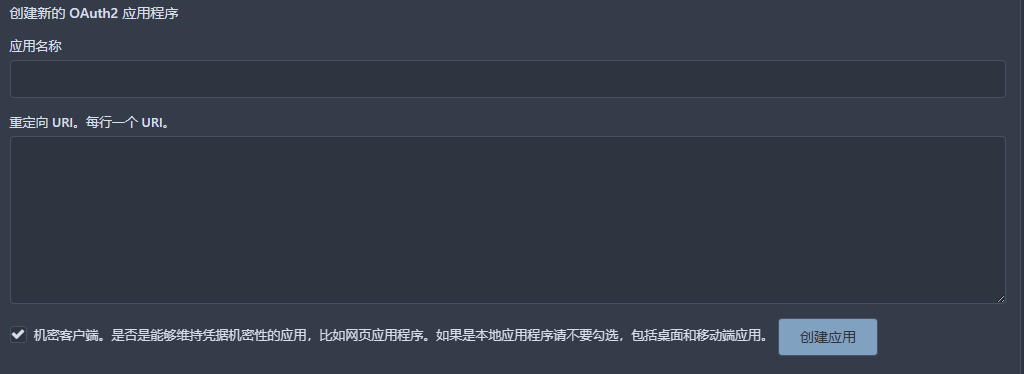 创建新的 OAuth2 应用程序
应用名称
重定向 URI。每行一个 URI。
机密客户端。是否是能够维持凭据机密性的应用，比如网页应用程序。如果是本地应用程序请不要勾选，包括桌面和移动端应用。
创建应用